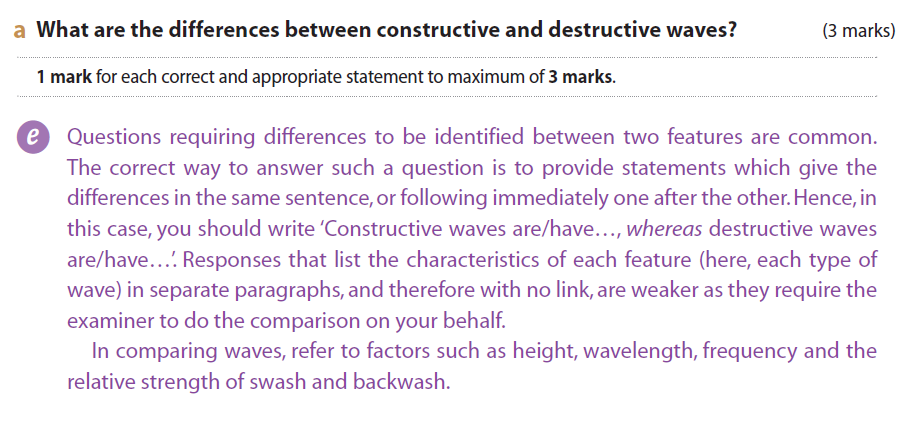 a What are the differences between constructive and destructive waves? (3 marks)
1 mark for each correct and appropriate statement to maximum of 3 marks.
e Questions requiring differences to be identified between two features are common.
The correct way to answer such a question is to provide statements which give the
differences in the same sentence, or following immediately one after the other. Hence, in
this case, you should write ‘Constructive waves are/have…, whereas destructive waves
are/have…’. Responses that list the characteristics of each feature (here, each type of
wave) in separate paragraphs, and therefore with no link, are weaker as they require the
examiner to do the comparison on your behalf.
In comparing waves, refer to factors such as height, wavelength, frequency and the
relative strength of swash and backwash.